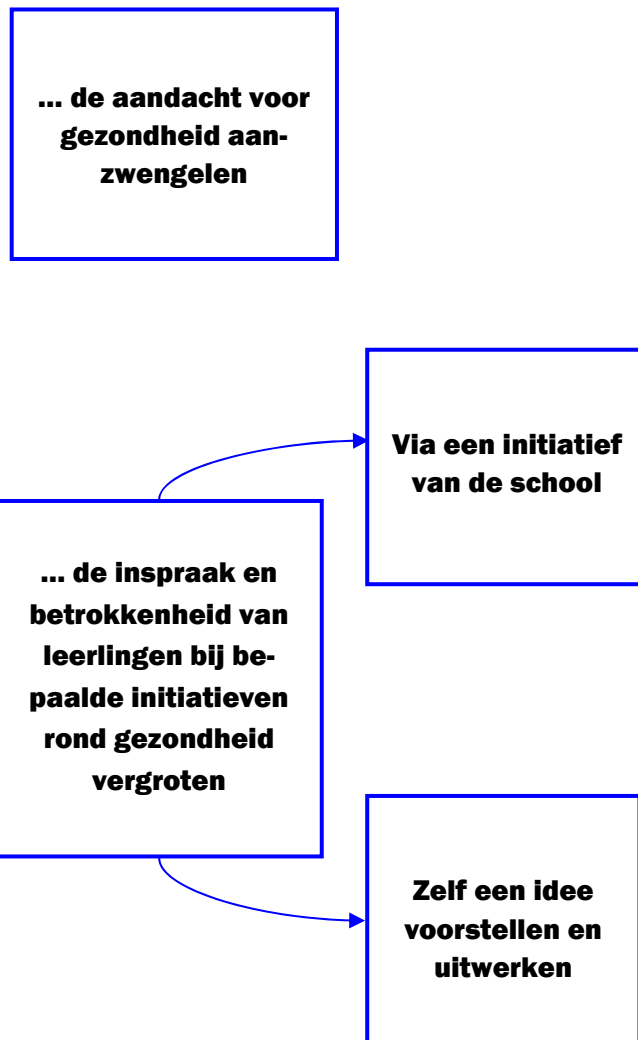 ... de aandacht voor
gezondheid aan-
zwengelen
Via een initiatief
van de school
... de inspraak en
betrokkenheid van
leerlingen bij be-
paalde initiatieven
rond gezondheid
vergroten
Zelf een idee
voorstellen en
uitwerken